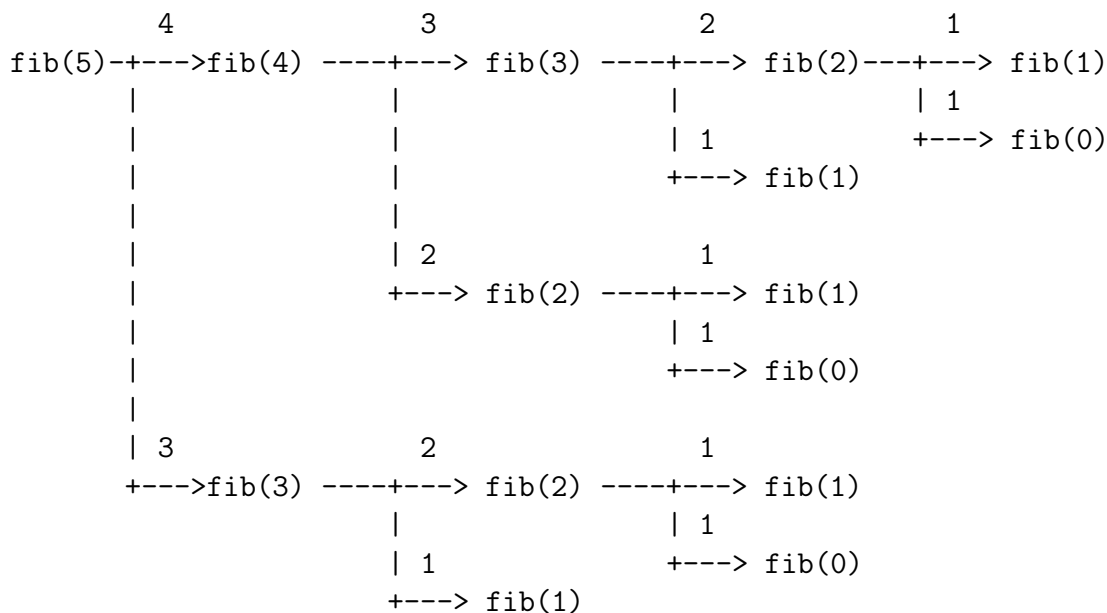 4 3 2 1
fib(5)-+--->fib(4) ----+---> fib(3) ----+---> fib(2)---+---> fib(1)
| | | | 1
| | | 1 +---> fib(0)
| | +---> fib(1)
| |
| | 2 1
| +---> fib(2) ----+---> fib(1)
| | 1
| +---> fib(0)
|
| 3 2 1
+--->fib(3) ----+---> fib(2) ----+---> fib(1)
| | 1
| 1 +---> fib(0)
+---> fib(1)